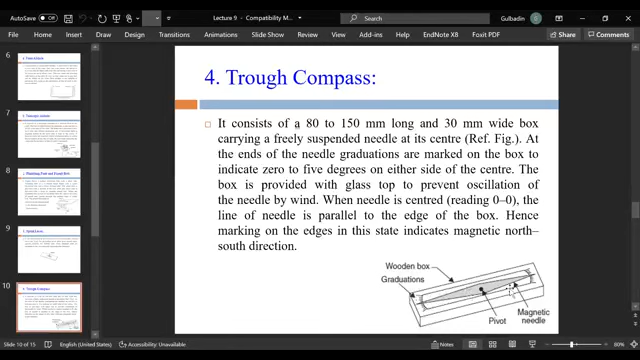 AutoSave Off
Lecture 9 - Compatibility M...
Search
Gulbadin
File Home Insert Draw Design Transitions Animations Slide Show Review View Help Add-ins EndNote X8 Foxit PDF Share Comments
6
7
8
9
10
4. Trough Compass:
It consists of a 80 to 150 mm long and 30 mm wide box
carrying a freely suspended needle at its centre (Ref. Fig.). At
the ends of the needle graduations are marked on the box to
indicate zero to five degrees on either side of the centre. The
box is provided with glass top to prevent oscillation of
the needle by wind. When needle is centred (reading 0–0), the
line of needle is parallel to the edge of the box. Hence
marking on the edges in this state indicates magnetic north–
south direction.
Wooden box
Graduations
Pivot
Magnetic
needle
Slide 10 of 15
Accessibility: Unavailable
Notes
80%